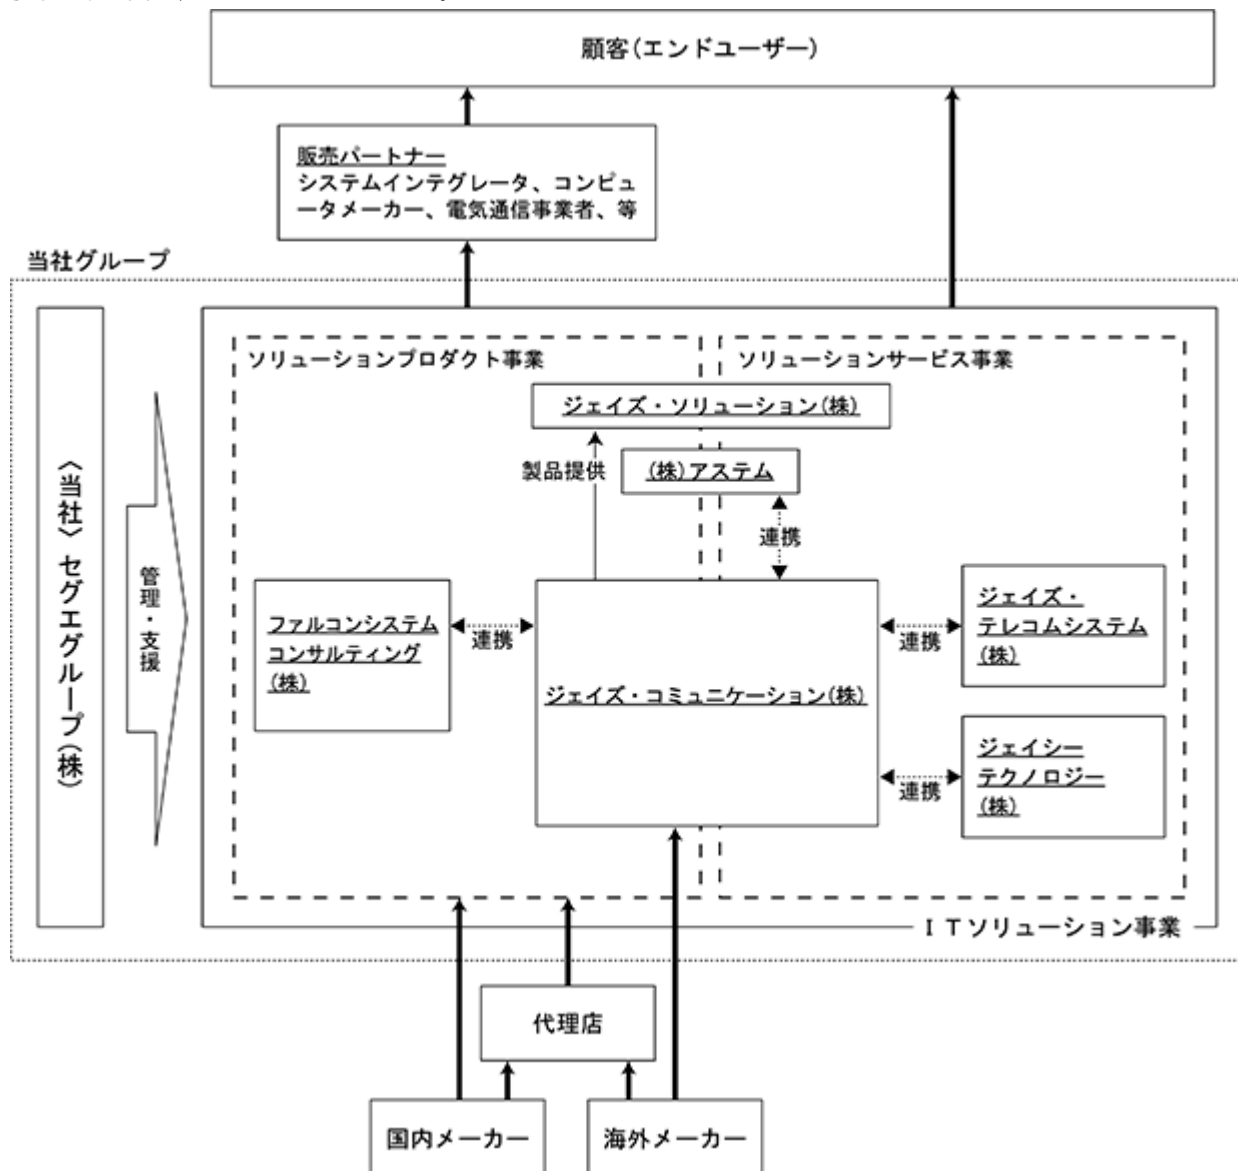 顧客(エンドユーザー)
販売パートナー
システムインテグレータ、コンピュ
ータメーカー、電気通信事業者、等
当社グループ
〈当社〉セグエグループ(株)
管理・支援
ソリューションプロダクト事業
ソリューションサービス事業
ジェイズ・ソリューション(株)
製品提供
(株)アステム
連携
ファルコンシステム
コンサルティング
(株)
連携
ジェイズ・コミュニケーション(株)
連携
ジェイズ・
テレコムシステム
(株)
連携
ジェイシー
テクノロジー
(株)
ITソリューション事業
代理店
国内メーカー
海外メーカー